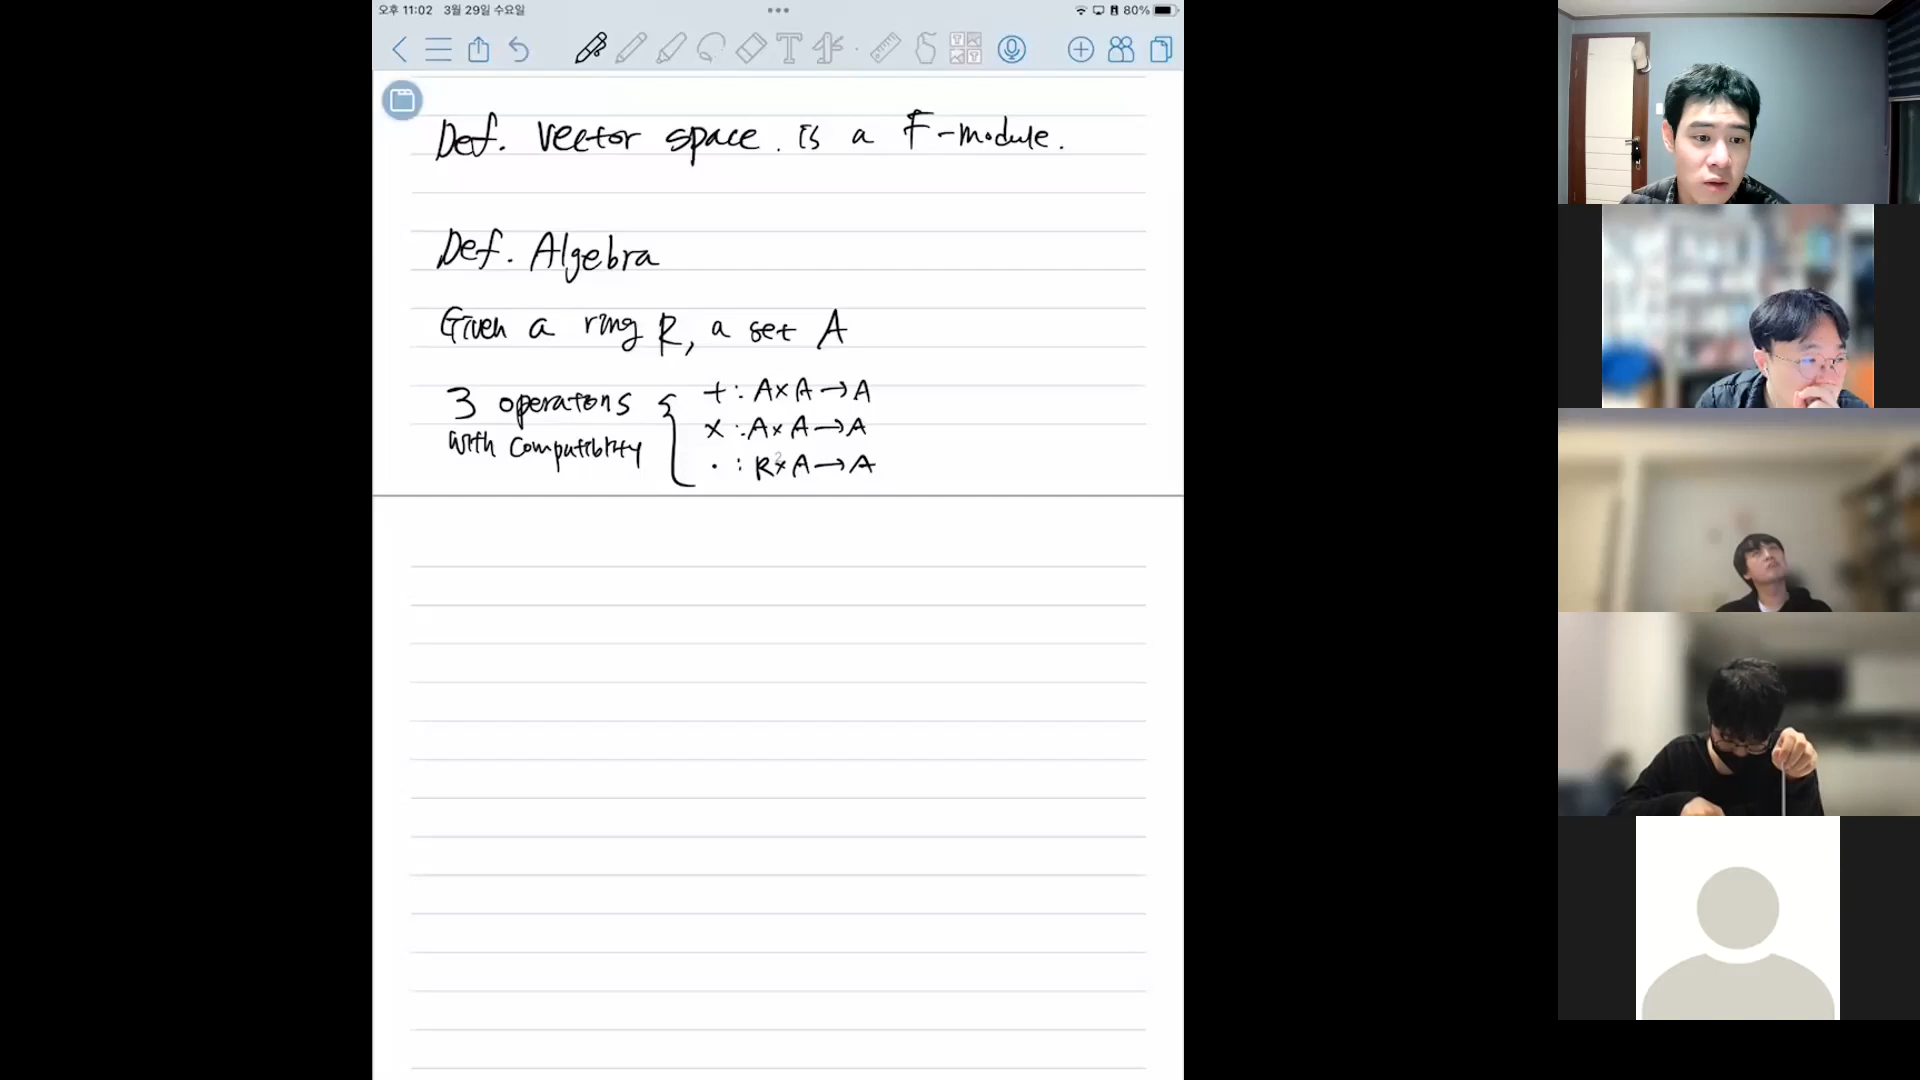 오후 11:02 3월 29일 수요일
80%
Def. vector space. is a F-module.
Def. Algebra
Given a ring R, a set A
3 operations
with compatiblity
+ : A×A→A
× : A×A→A
· : R×A→A